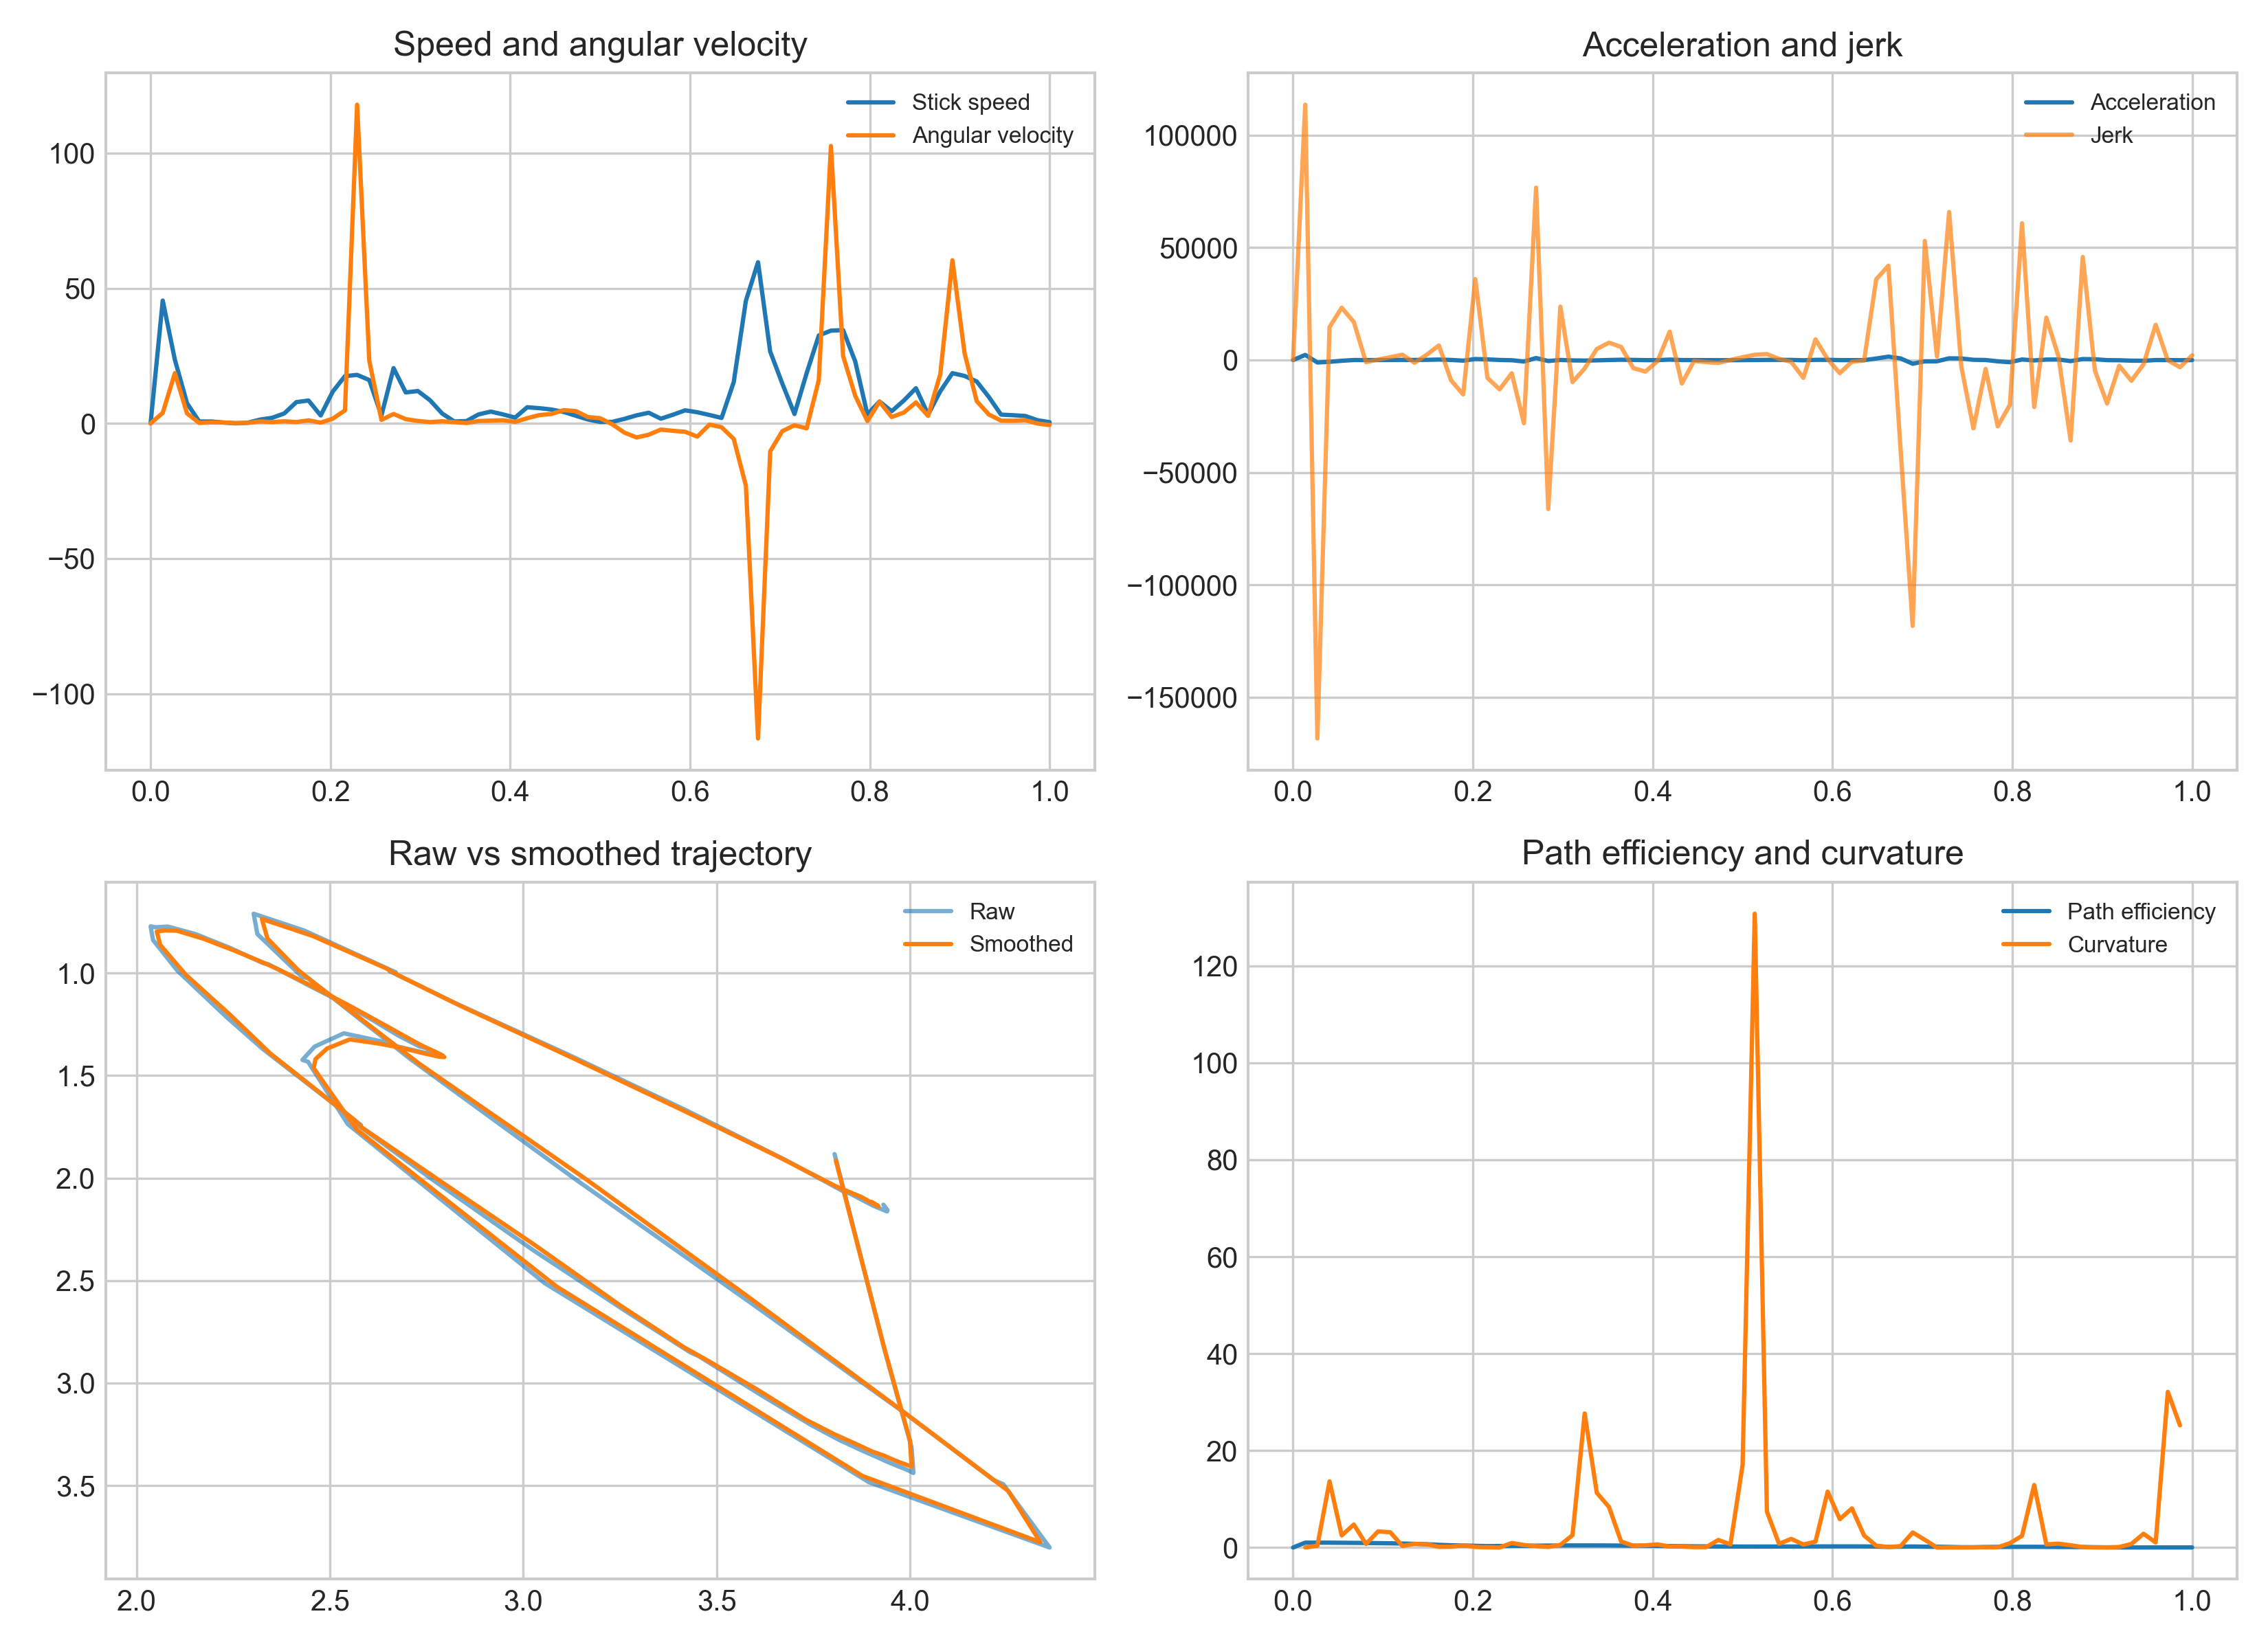 Speed and angular velocity
Stick speed
Angular velocity
100
50
0
−50
−100
0.0 0.2 0.4 0.6 0.8 1.0
Acceleration and jerk
Acceleration
Jerk
100000
50000
0
−50000
−100000
−150000
0.0 0.2 0.4 0.6 0.8 1.0
Raw vs smoothed trajectory
Raw
Smoothed
1.0
1.5
2.0
2.5
3.0
3.5
2.0 2.5 3.0 3.5 4.0
Path efficiency and curvature
Path efficiency
Curvature
120
100
80
60
40
20
0
0.0 0.2 0.4 0.6 0.8 1.0